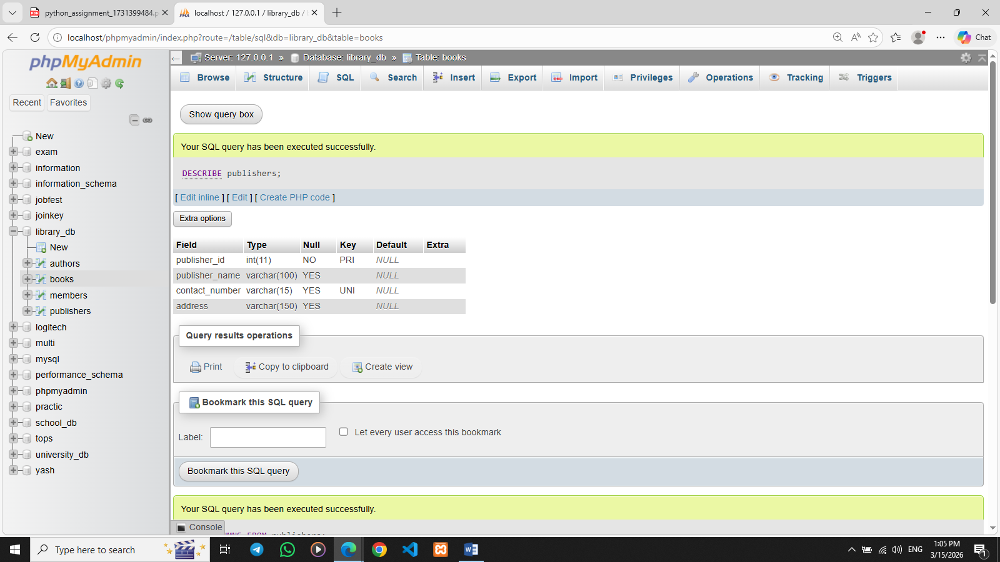 python_assignment_1731399484.p
localhost / 127.0.0.1 / library_db /
localhost/phpmyadmin/index.php?route=/table/sql&db=library_db&table=books
Chat
phpMyAdmin
Recent
Favorites
New
exam
information
information_schema
jobfest
joinkey
library_db
New
authors
books
members
publishers
logitech
multi
mysql
performance_schema
phpmyadmin
practic
school_db
tops
university_db
yash
Server: 127.0.0.1 » Database: library_db » Table: books
Browse Structure SQL Search Insert Export Import Privileges Operations Tracking Triggers
Show query box
Your SQL query has been executed successfully.
DESCRIBE publishers;
[ Edit inline ] [ Edit ] [ Create PHP code ]
Extra options
Field Type Null Key Default Extra
publisher_id int(11) NO PRI NULL
publisher_name varchar(100) YES NULL
contact_number varchar(15) YES UNI NULL
address varchar(150) YES NULL
Query results operations
Print Copy to clipboard Create view
Bookmark this SQL query
Label: Let every user access this bookmark
Bookmark this SQL query
Your SQL query has been executed successfully.
Console
Type here to search
ENG
1:05 PM
3/15/2026
1